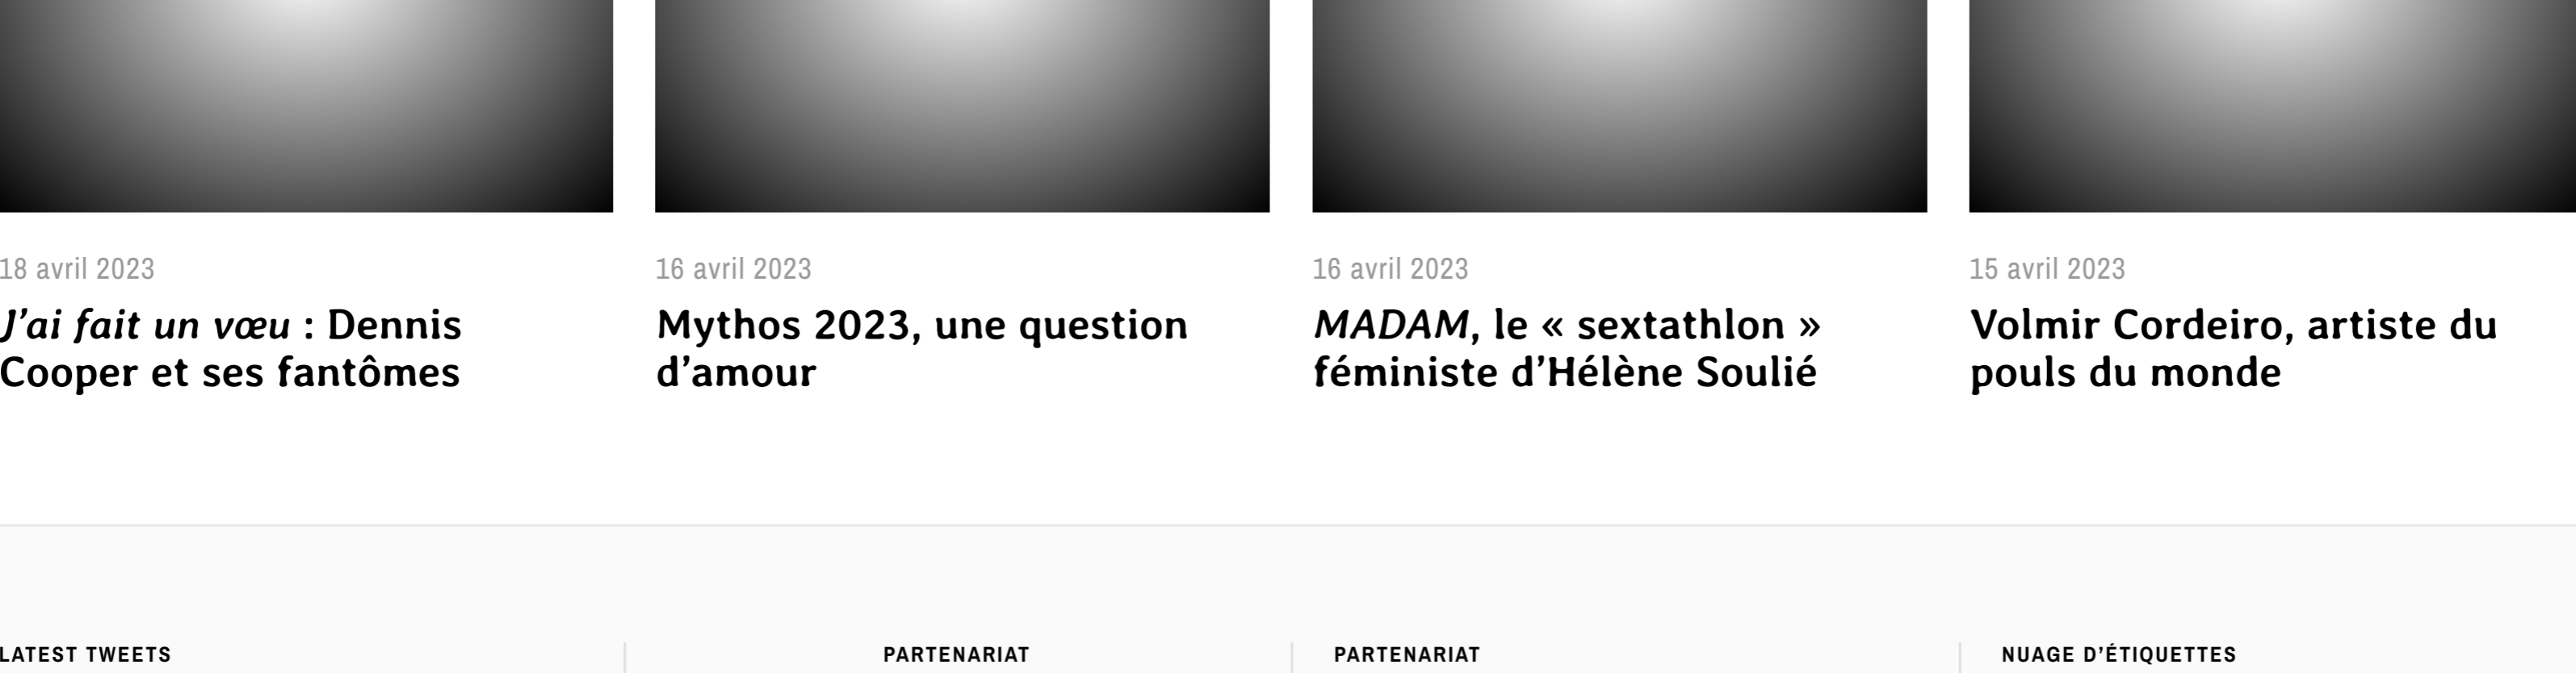 18 avril 2023
J’ai fait un vœu : Dennis
Cooper et ses fantômes
16 avril 2023
Mythos 2023, une question
d’amour
16 avril 2023
MADAM, le « sextathlon »
féministe d’Hélène Soulié
15 avril 2023
Volmir Cordeiro, artiste du
pouls du monde
LATEST TWEETS
PARTENARIAT
PARTENARIAT
NUAGE D’ÉTIQUETTES